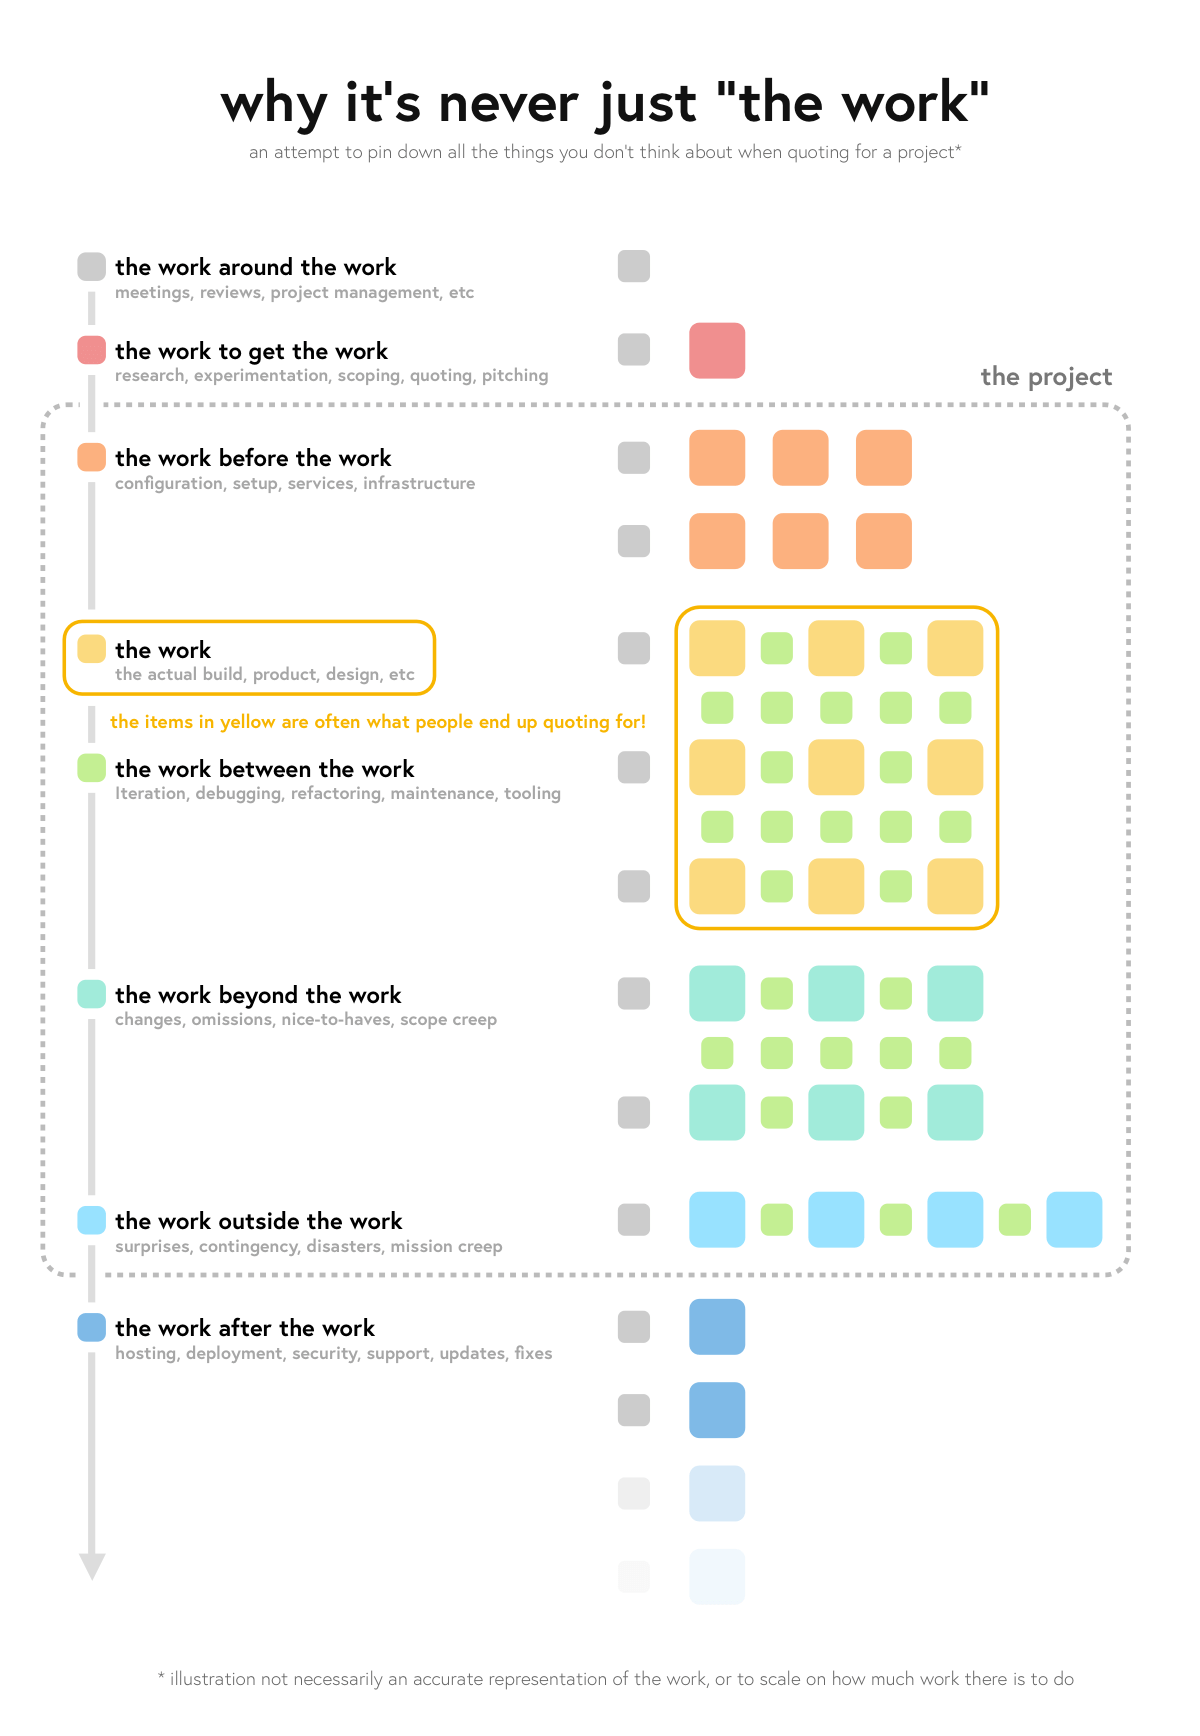 why it's never just "the work"
an attempt to pin down all the things you don't think about when quoting for a project*
the work around the work
meetings, reviews, project management, etc
the work to get the work
research, experimentation, scoping, quoting, pitching
the project
the work before the work
configuration, setup, services, infrastructure
the work
the actual build, product, design, etc
the items in yellow are often what people end up quoting for!
the work between the work
Iteration, debugging, refactoring, maintenance, tooling
the work beyond the work
changes, omissions, nice-to-haves, scope creep
the work outside the work
surprises, contingency, disasters, mission creep
the work after the work
hosting, deployment, security, support, updates, fixes
* illustration not necessarily an accurate representation of the work, or to scale on how much work there is to do